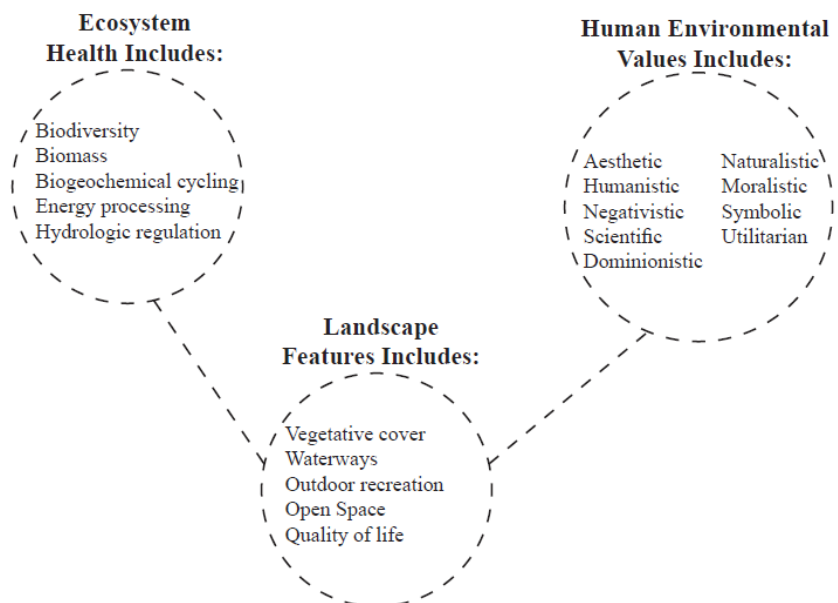 Ecosystem
Health Includes:
Biodiversity
Biomass
Biogeochemical cycling
Energy processing
Hydrologic regulation
Human Environmental
Values Includes:
Aesthetic
Humanistic
Negativistic
Scientific
Dominionistic
Naturalistic
Moralistic
Symbolic
Utilitarian
Landscape
Features Includes:
Vegetative cover
Waterways
Outdoor recreation
Open Space
Quality of life